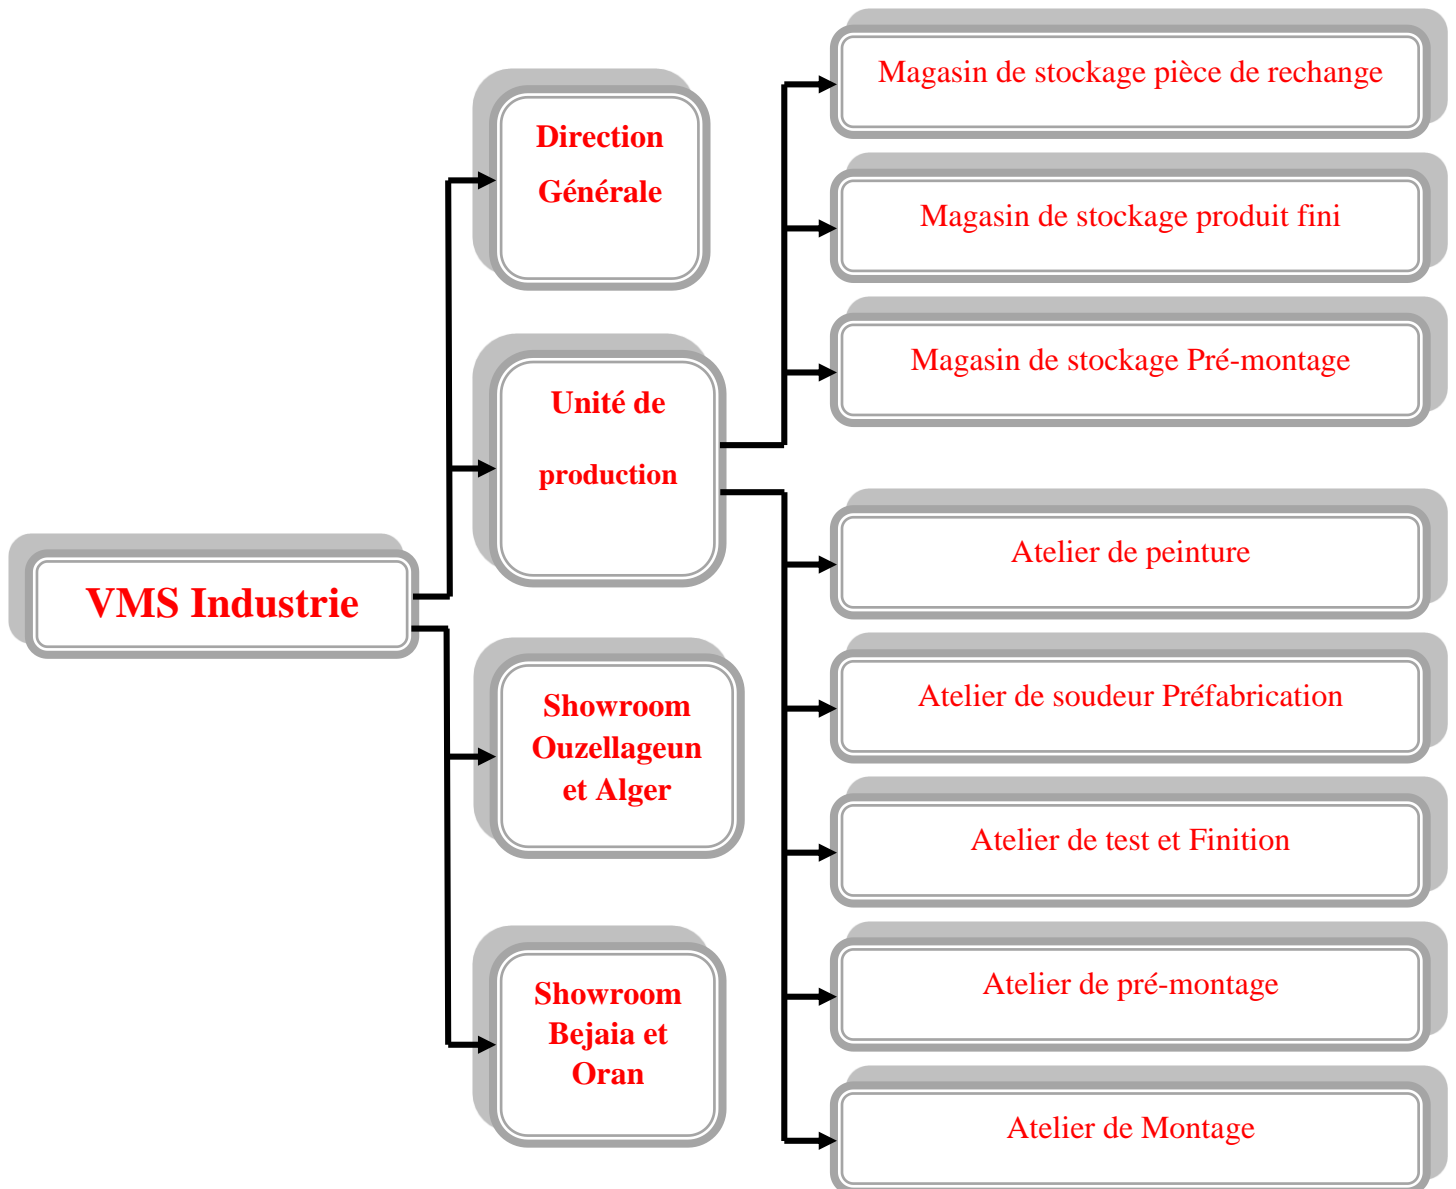 VMS Industrie
Direction
Générale
Unité de
production
Showroom
Ouzellageun
et Alger
Showroom
Bejaia et
Oran
Magasin de stockage pièce de rechange
Magasin de stockage produit fini
Magasin de stockage Pré-montage
Atelier de peinture
Atelier de soudeur Préfabrication
Atelier de test et Finition
Atelier de pré-montage
Atelier de Montage